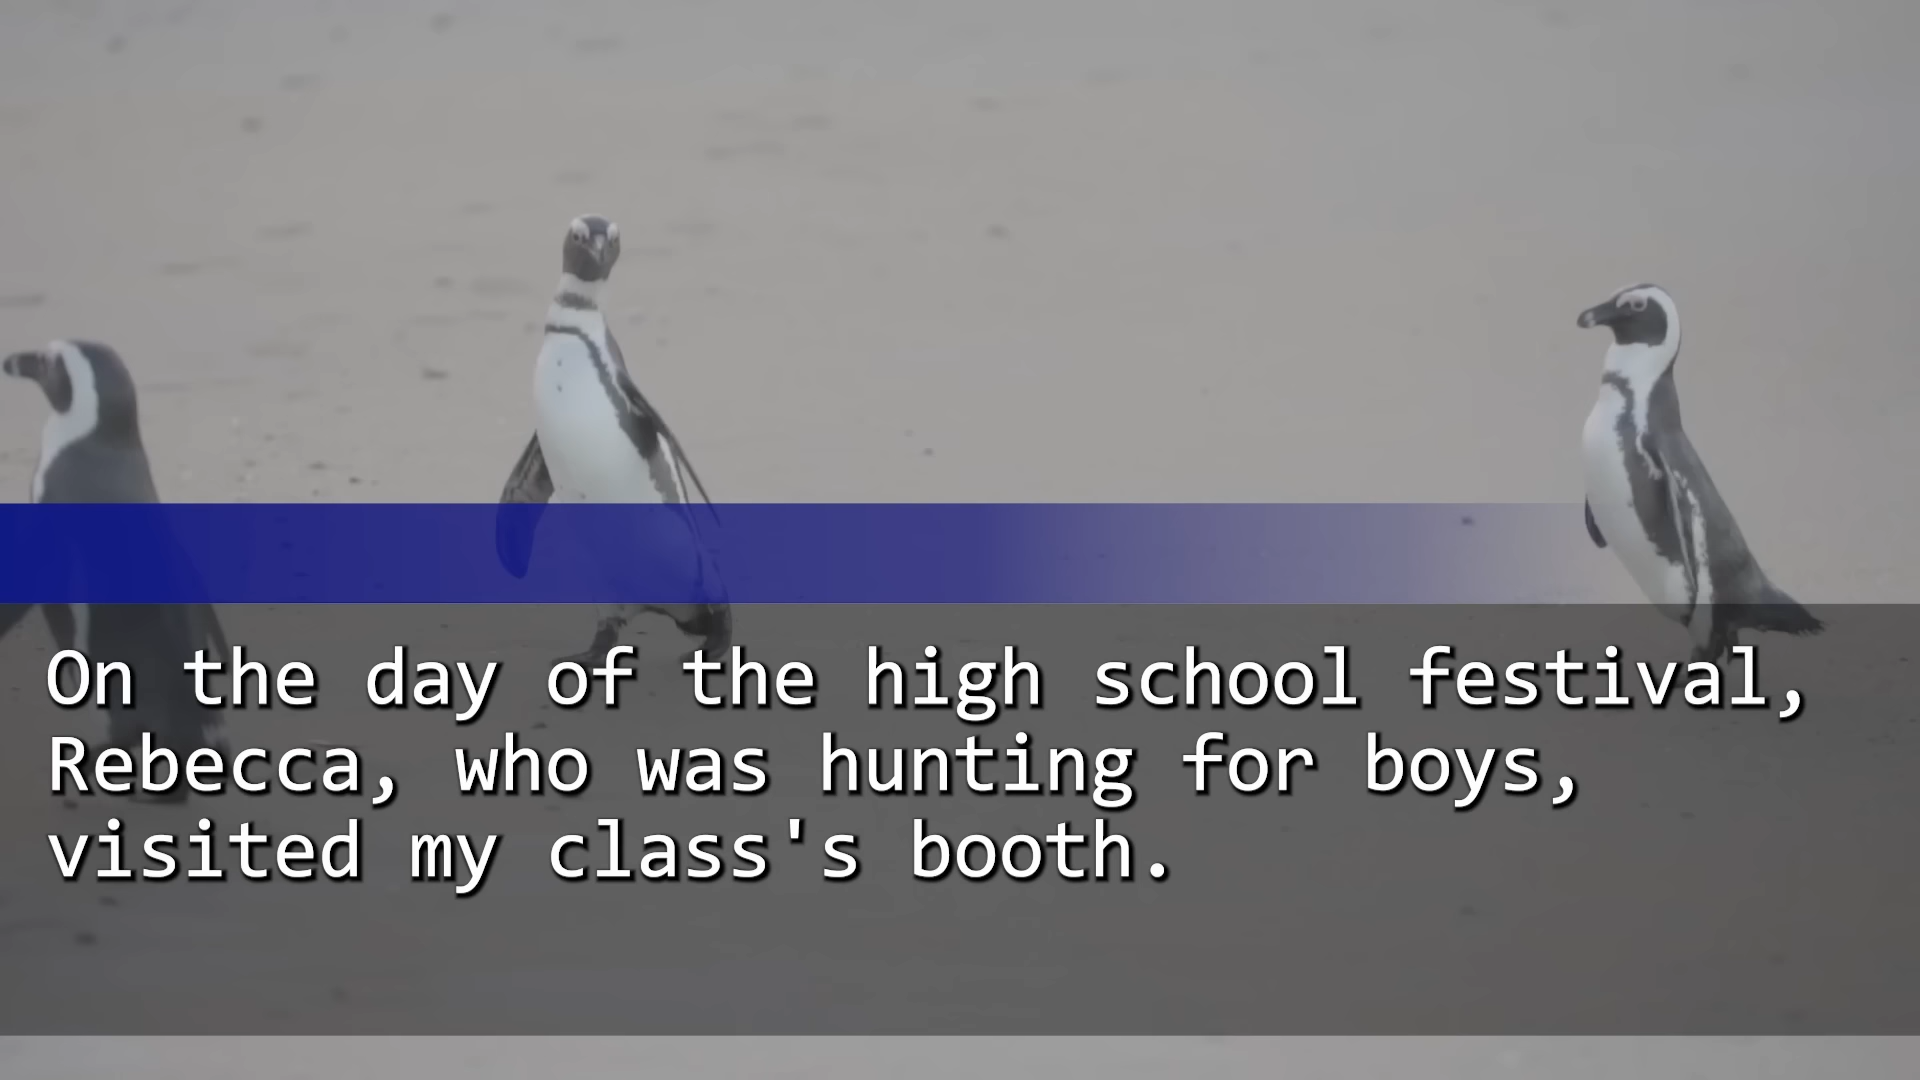 On the day of the high school festival,
Rebecca, who was hunting for boys,
visited my class's booth.